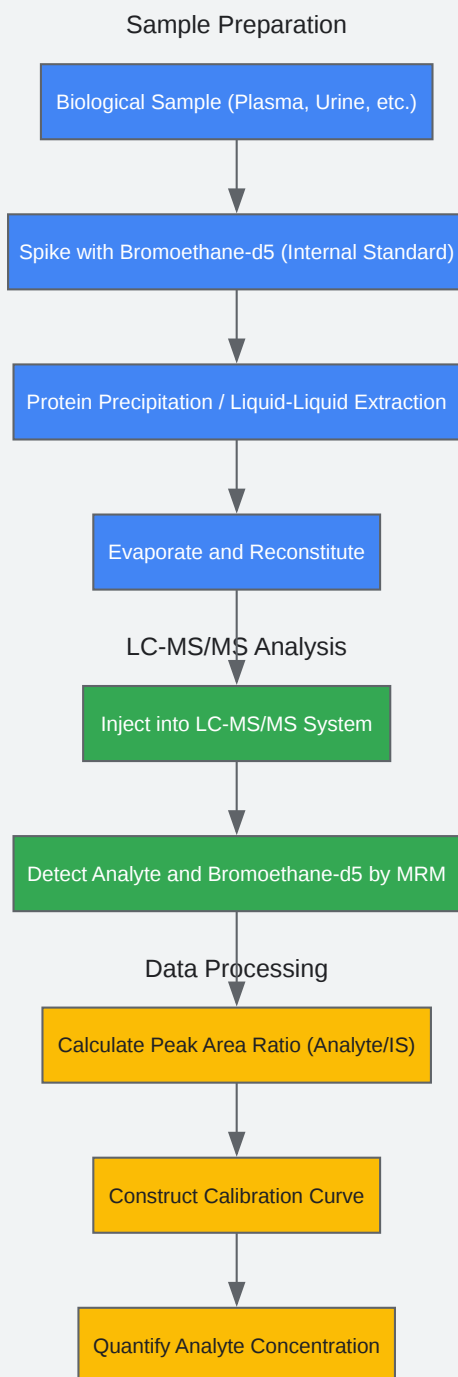 Sample Preparation
Biological Sample (Plasma, Urine, etc.)
Spike with Bromoethane-d5 (Internal Standard)
Protein Precipitation / Liquid-Liquid Extraction
Evaporate and Reconstitute
LC-MS/MS Analysis
Inject into LC-MS/MS System
Detect Analyte and Bromoethane-d5 by MRM
Data Processing
Calculate Peak Area Ratio (Analyte/IS)
Construct Calibration Curve
Quantify Analyte Concentration